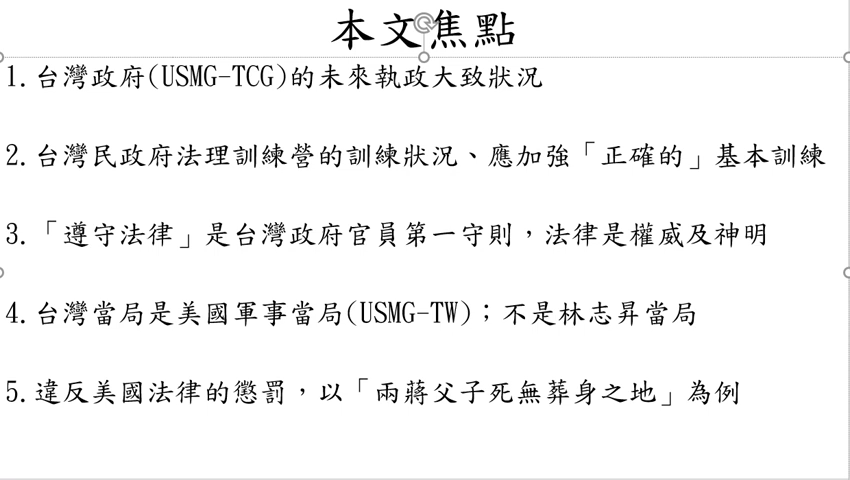 本文焦點
1.台灣政府(USMG-TCG)的未來執政大致狀況
2.台灣民政府法理訓練營的訓練狀況、應加強「正確的」基本訓練
3.「遵守法律」是台灣政府官員第一守則，法律是權威及神明
4.台灣當局是美國軍事當局(USMG-TW)；不是林志昇當局
5.違反美國法律的懲罰，以「兩蔣父子死無葬身之地」為例